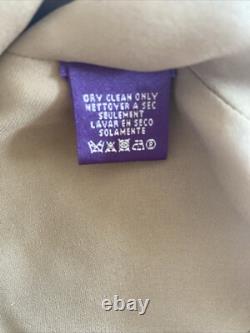 DRY CLEAN ONLY
NETTOYER A SEC
SEULEMENT
LAVAR EN SECO
SOLAMENTE